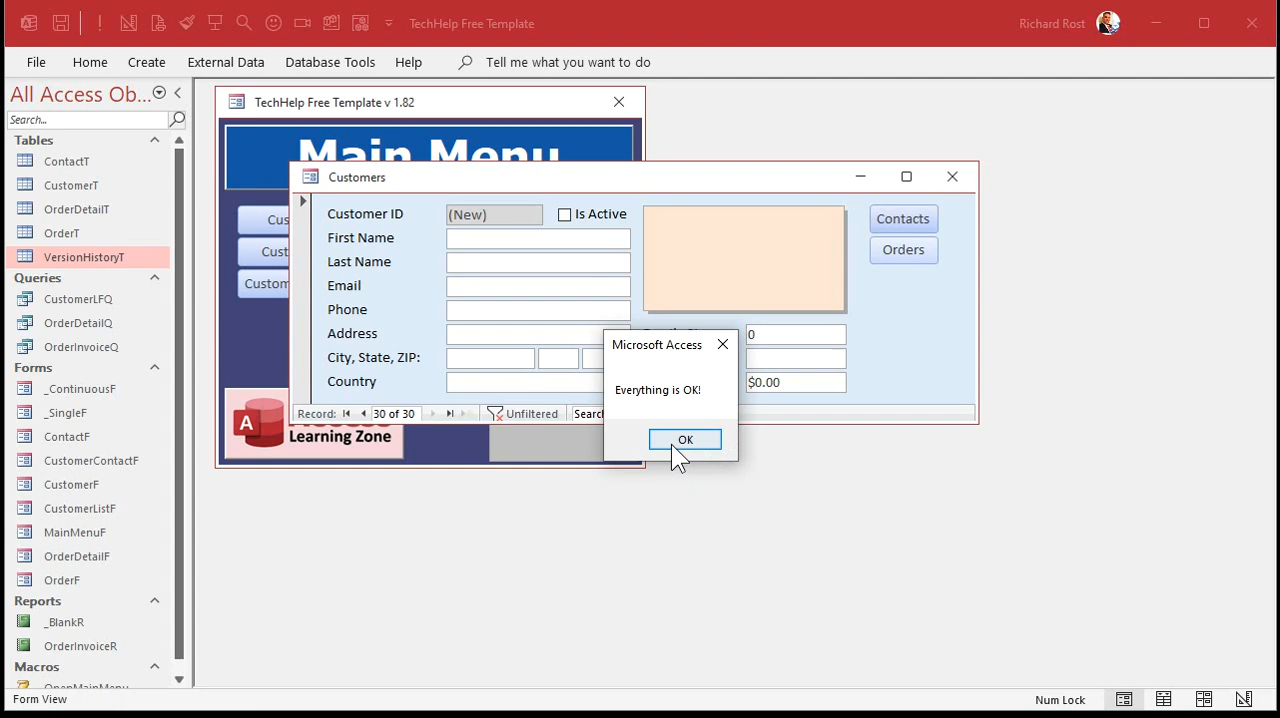 TechHelp Free Template
Richard Rost
File Home Create External Data Database Tools Help Tell me what you want to do
All Access Ob...
Search...
Tables
ContactT
CustomerT
OrderDetailT
OrderT
VersionHistoryT
Queries
CustomerLFQ
OrderDetailQ
OrderInvoiceQ
Forms
_ContinuousF
_SingleF
ContactF
CustomerContactF
CustomerF
CustomerListF
MainMenuF
OrderDetailF
OrderF
Reports
_BlankR
OrderInvoiceR
Macros
OpenMainMenu
TechHelp Free Template v 1.82
Main Menu
Cus
Cust
Custom
A
Learning Zone
Customers
Customer ID (New) Is Active
First Name
Last Name
Email
Phone
Address 0
City, State, ZIP:
Country $0.00
Contacts
Orders
Record: 30 of 30 Unfiltered Search
Microsoft Access
Everything is OK!
OK
Form View
Num Lock